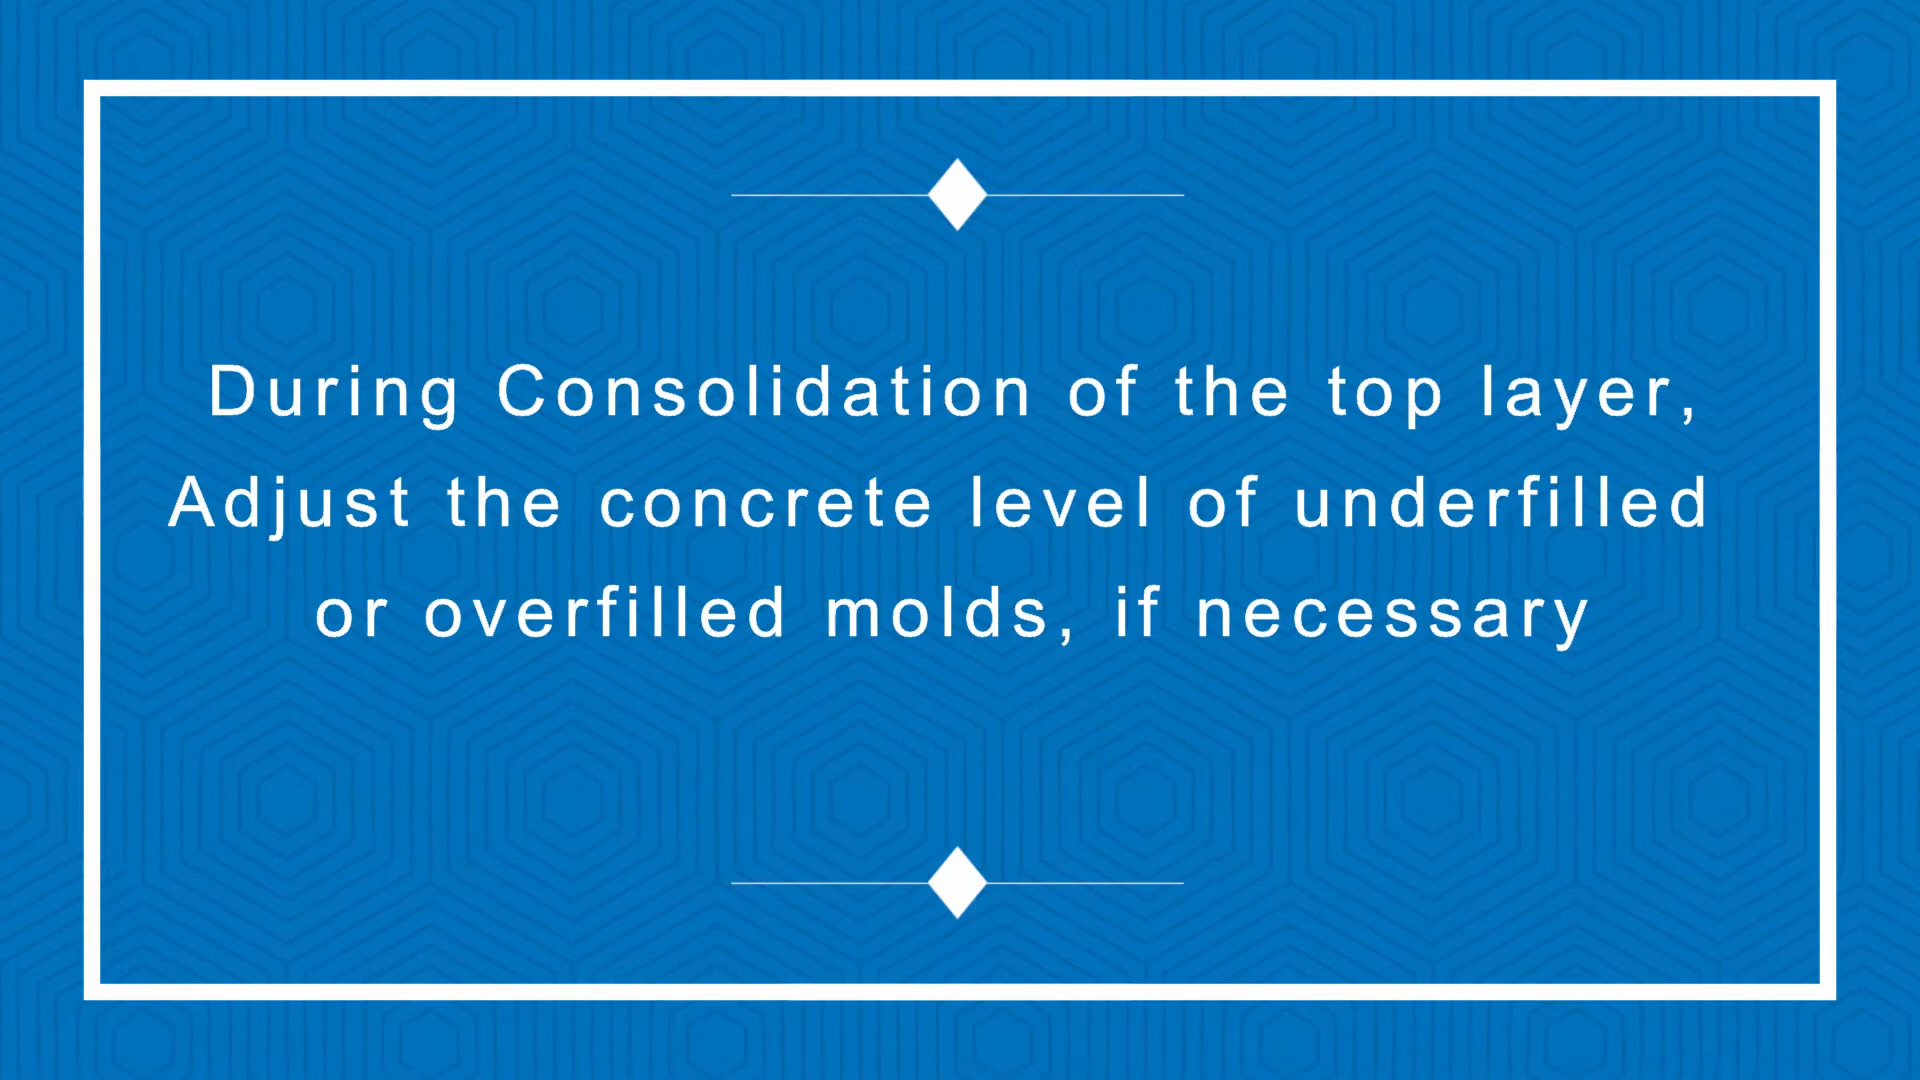 During Consolidation of the top layer,
Adjust the concrete level of underfilled
or overfilled molds, if necessary